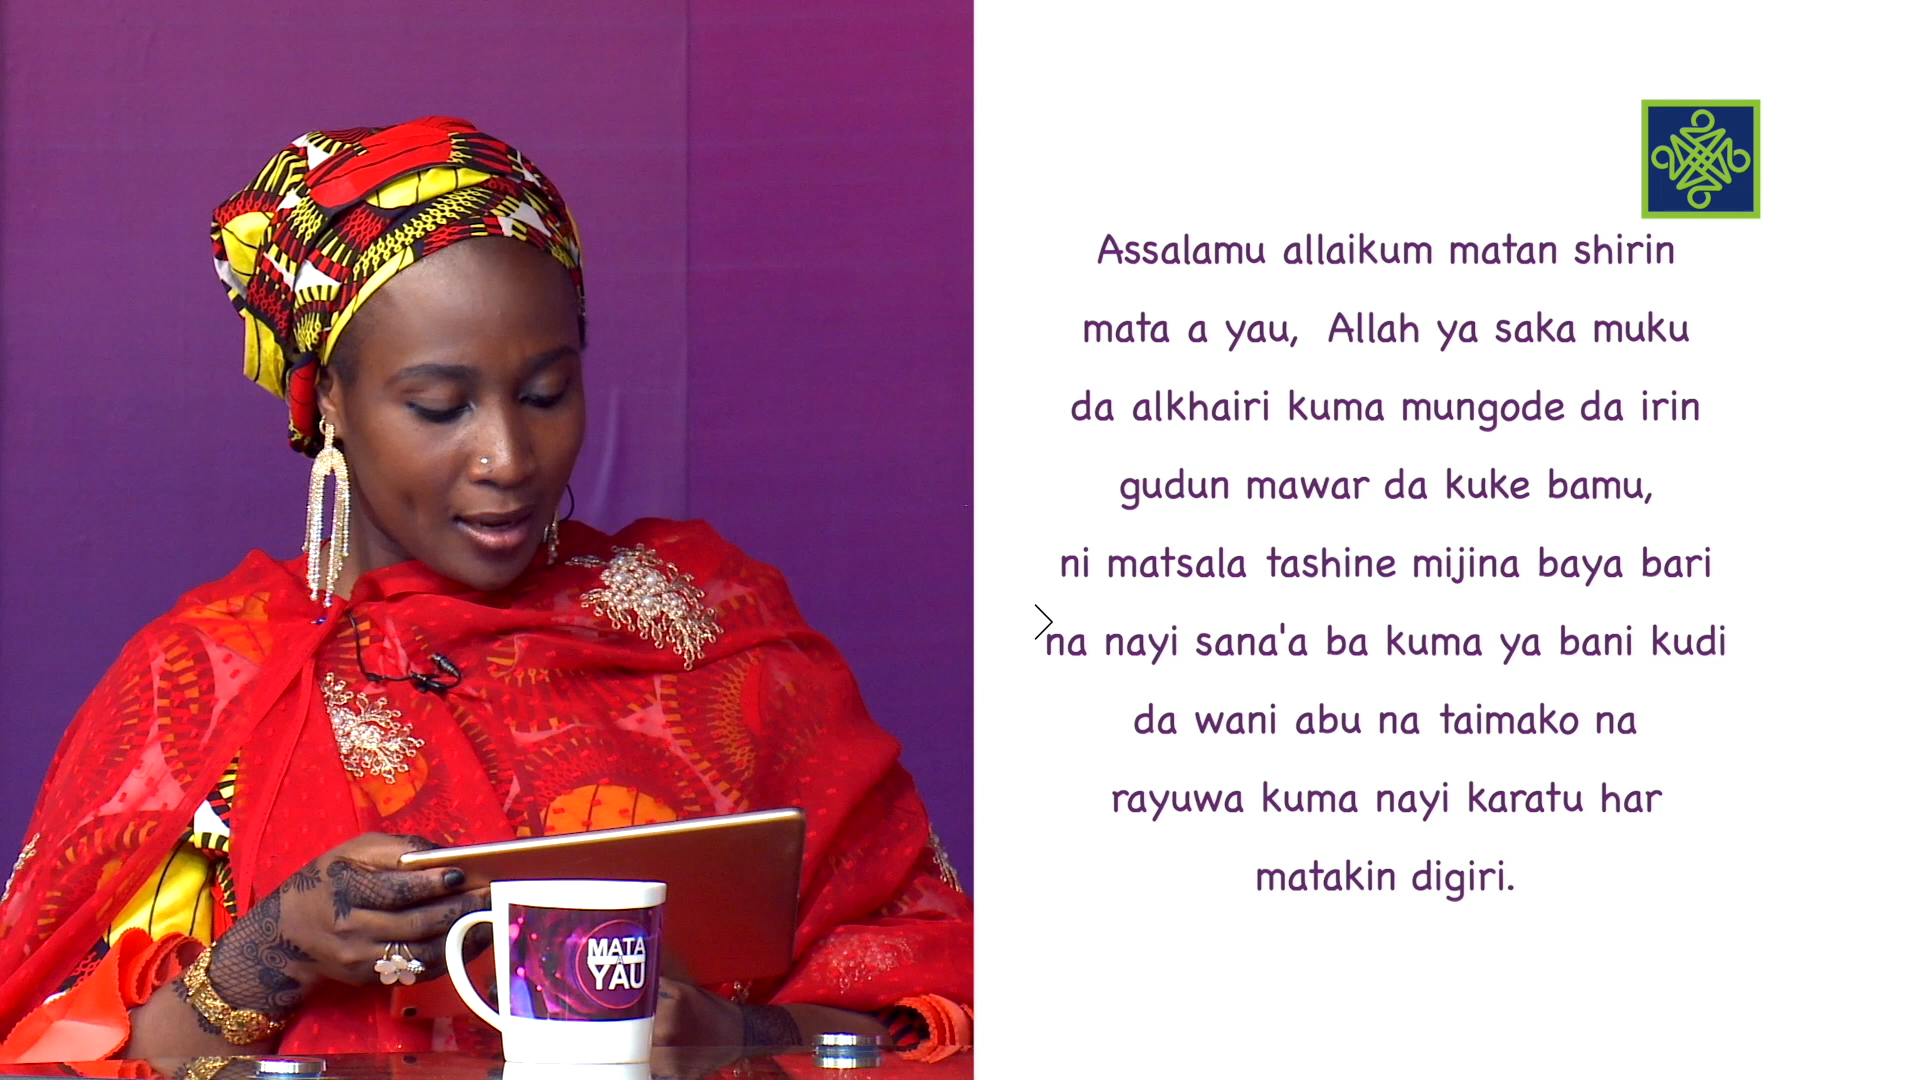 Assalamu allaikum matan shirin
mata a yau, Allah ya saka muku
da alkhairi kuma mungode da irin
gudun mawar da kuke bamu,
ni matsala tashine mijina baya bari
na nayi sana'a ba kuma ya bani kudi
da wani abu na taimako na
rayuwa kuma nayi karatu har
matakin digiri.
MATA
A
YAU